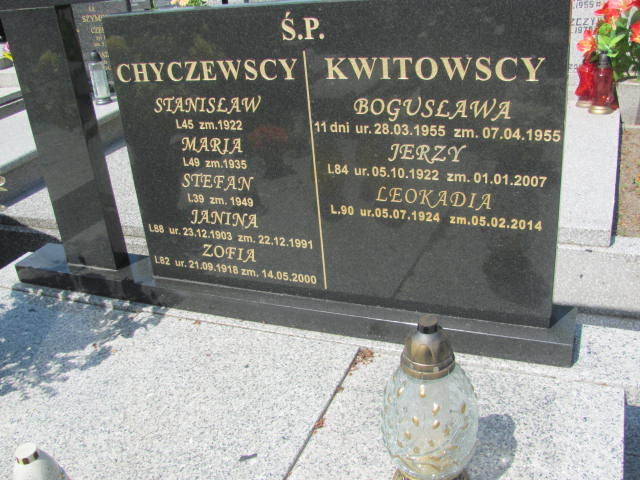 Ś.P.
CHYCZEWSCY
STANISŁAW
L45 zm.1922
MARIA
L49 zm.1935
STEFAN
L39 zm.1949
JANINA
L88 ur. 23.12.1903 zm. 22.12.1991
ZOFIA
L82 ur. 21.09.1918 zm. 14.05.2000
KWITOWSCY
BOGUSŁAWA
11 dni ur. 28.03.1955 zm. 07.04.1955
JERZY
L84 ur. 05.10.1922 zm. 01.01.2007
LEOKADIA
L.90 ur.05.07.1924 zm.05.02.2014